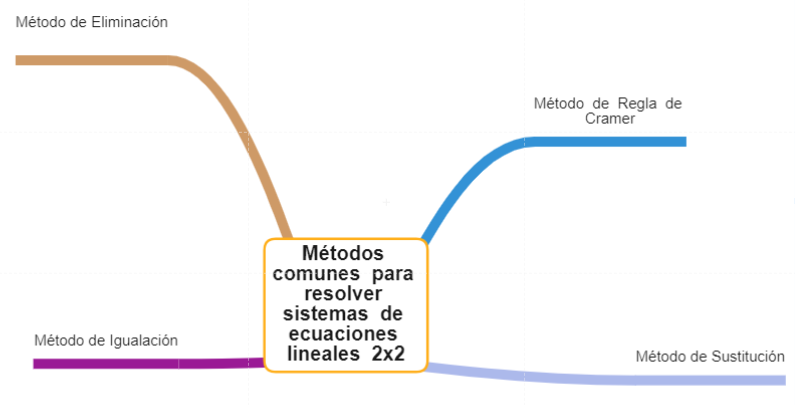 Método de Eliminación
Método de Regla de
Cramer
Métodos
comunes para
resolver
sistemas de
ecuaciones
lineales 2x2
Método de Igualación
Método de Sustitución